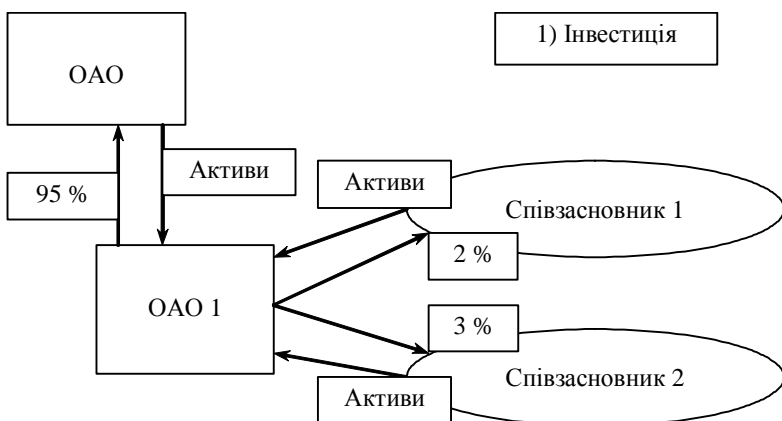 1) Інвестиція
ОАО
Активи
95 %
Активи
Співзасновник 1
2 %
ОАО 1
3 %
Співзасновник 2
Активи